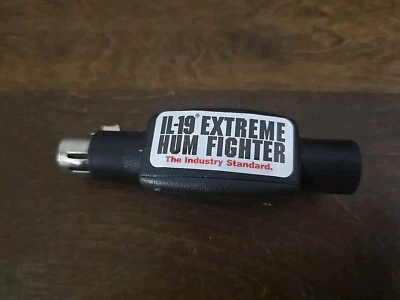 IL-19® EXTREME
HUM FIGHTER
The Industry Standard.